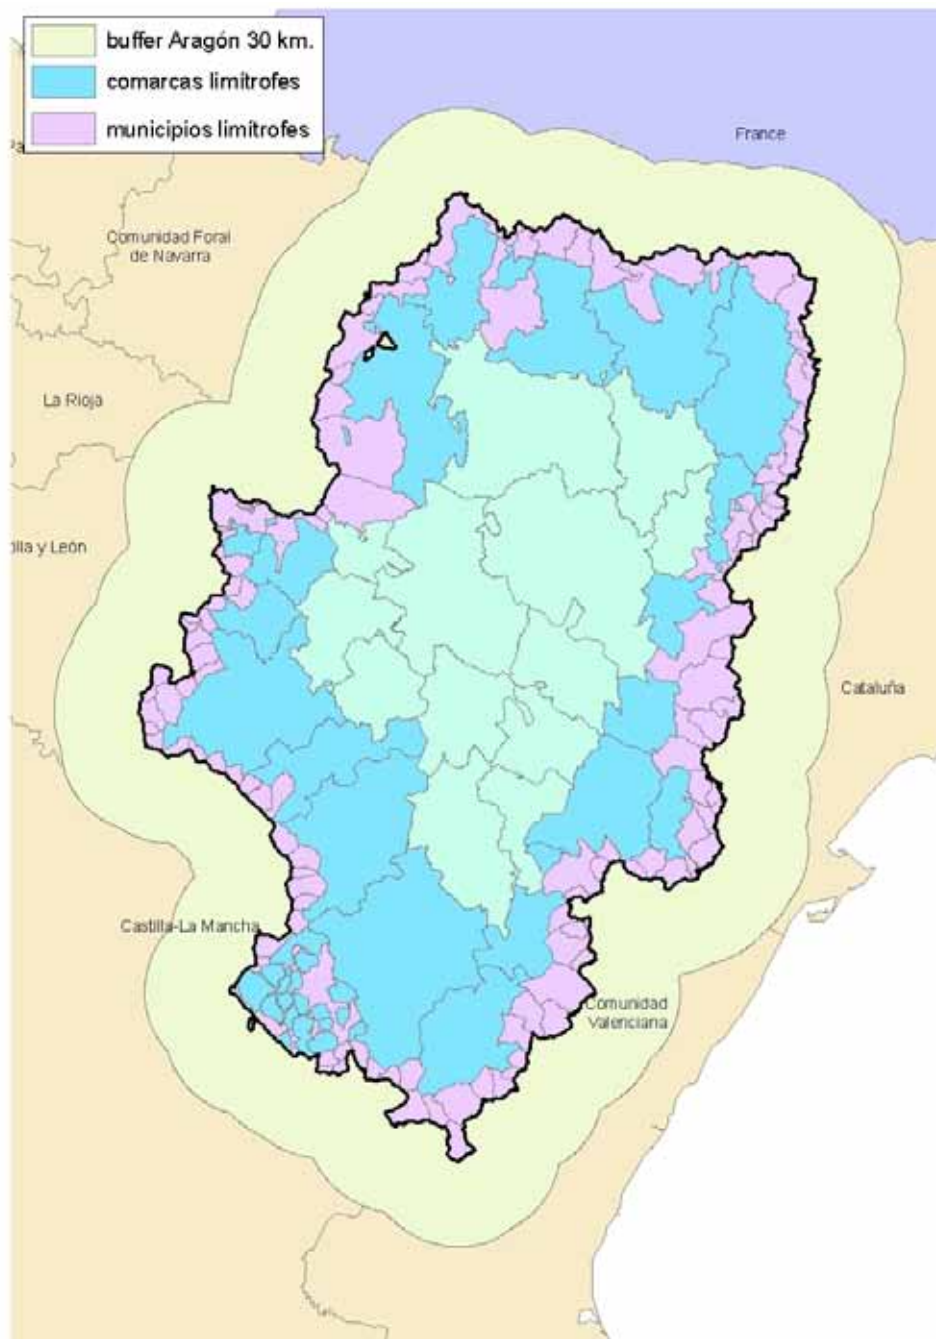 buffer Aragón 30 km.
comarcas limítrofes
municipios limítrofes
France
Comunidad Foral
de Navarra
La Rioja
illa y León
Cataluña
Castilla-La Mancha
Comunidad
Valenciana